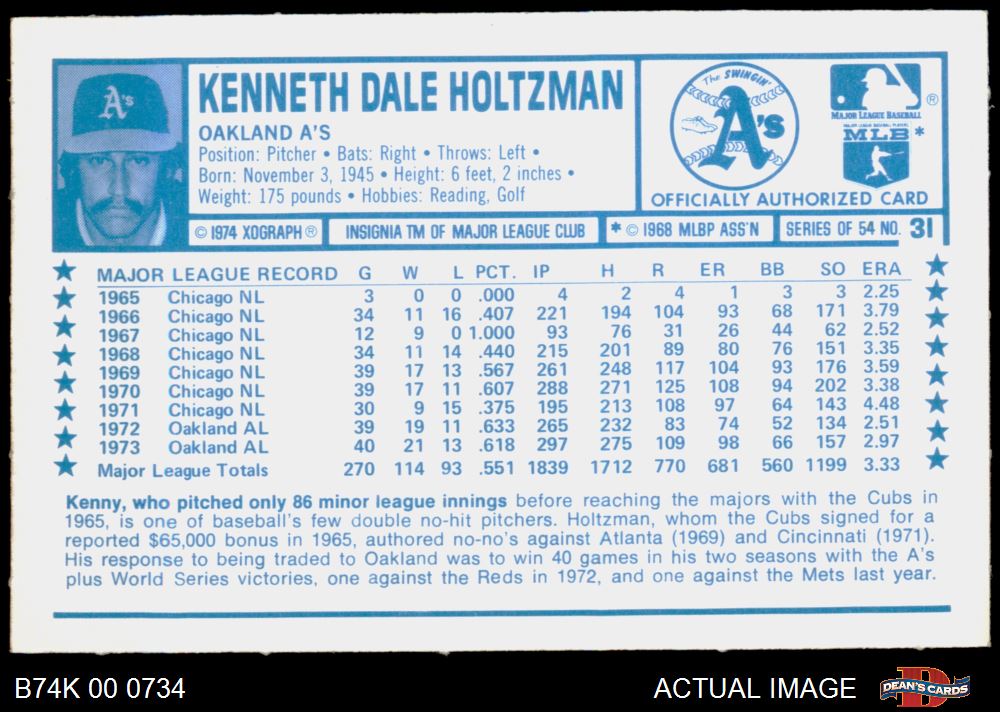 A's
KENNETH DALE HOLTZMAN
OAKLAND A'S
Position: Pitcher • Bats: Right • Throws: Left •
Born: November 3, 1945 • Height: 6 feet, 2 inches •
Weight: 175 pounds • Hobbies: Reading, Golf
The SWINGIN'
A's
®
MAJOR LEAGUE BASEBALL
MAJOR LEAGUE BASEBALL PLAYERS
MLB*
OFFICIALLY AUTHORIZED CARD
© 1974 XOGRAPH ® INSIGNIA TM OF MAJOR LEAGUE CLUB * © 1968 MLBP ASS'N SERIES OF 54 NO. 31
MAJOR LEAGUE RECORD G W L PCT. IP H R ER BB SO ERA
1965 Chicago NL 3 0 0 .000 4 2 4 1 3 3 2.25
1966 Chicago NL 34 11 16 .407 221 194 104 93 68 171 3.79
1967 Chicago NL 12 9 0 1.000 93 76 31 26 44 62 2.52
1968 Chicago NL 34 11 14 .440 215 201 89 80 76 151 3.35
1969 Chicago NL 39 17 13 .567 261 248 117 104 93 176 3.59
1970 Chicago NL 39 17 11 .607 288 271 125 108 94 202 3.38
1971 Chicago NL 30 9 15 .375 195 213 108 97 64 143 4.48
1972 Oakland AL 39 19 11 .633 265 232 83 74 52 134 2.51
1973 Oakland AL 40 21 13 .618 297 275 109 98 66 157 2.97
Major League Totals 270 114 93 .551 1839 1712 770 681 560 1199 3.33
Kenny, who pitched only 86 minor league innings before reaching the majors with the Cubs in
1965, is one of baseball's few double no-hit pitchers. Holtzman, whom the Cubs signed for a
reported $65,000 bonus in 1965, authored no-no's against Atlanta (1969) and Cincinnati (1971).
His response to being traded to Oakland was to win 40 games in his two seasons with the A's
plus World Series victories, one against the Reds in 1972, and one against the Mets last year.
B74K 00 0734
ACTUAL IMAGE
D
DEAN'S CARDS